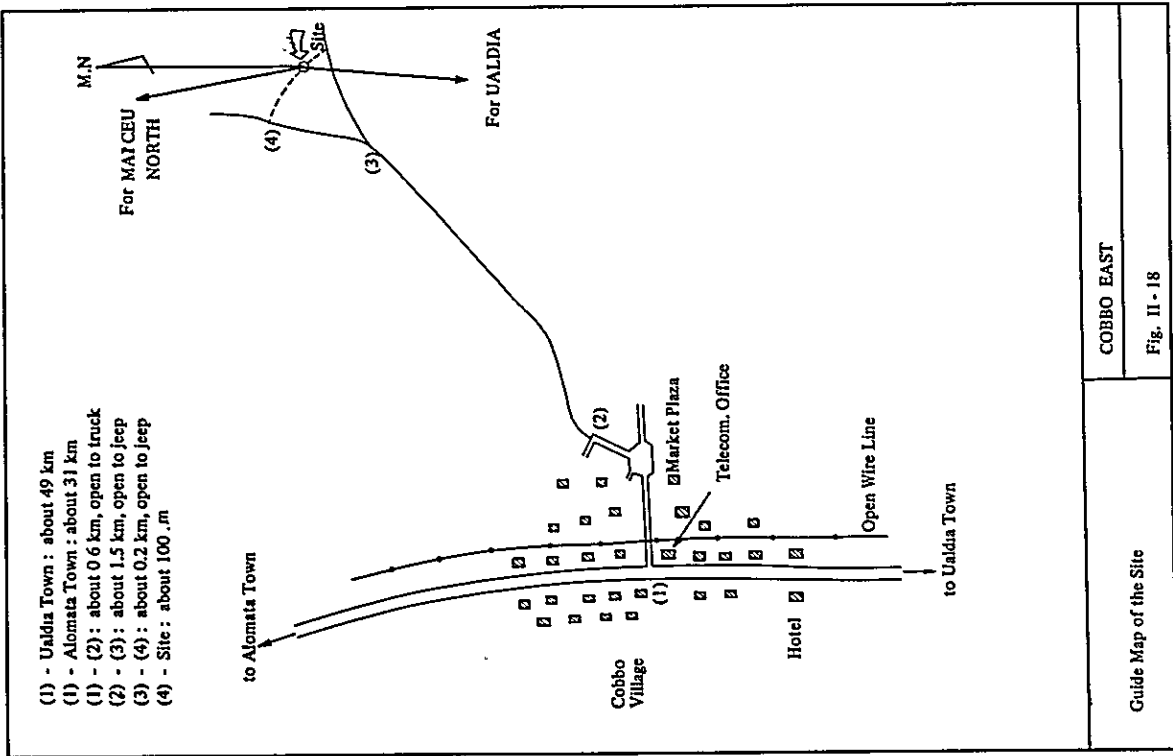 (1) - Ualdia Town : about 49 km
(1) - Alomata Town : about 31 km
(1) - (2) : about 0 6 km, open to truck
(2) - (3) : about 1.5 km, open to jeep
(3) - (4) : about 0.2 km, open to jeep
(4) - Site : about 100 .m
M.N
For MAI CEU
NORTH
Site
(4)
(3)
For UALDIA
to Alomata Town
(2)
Market Plaza
Telecom. Office
Cobbo
Village
(1)
Hotel
Open Wire Line
to Ualdia Town
Guide Map of the Site
COBBO EAST
Fig. II - 18